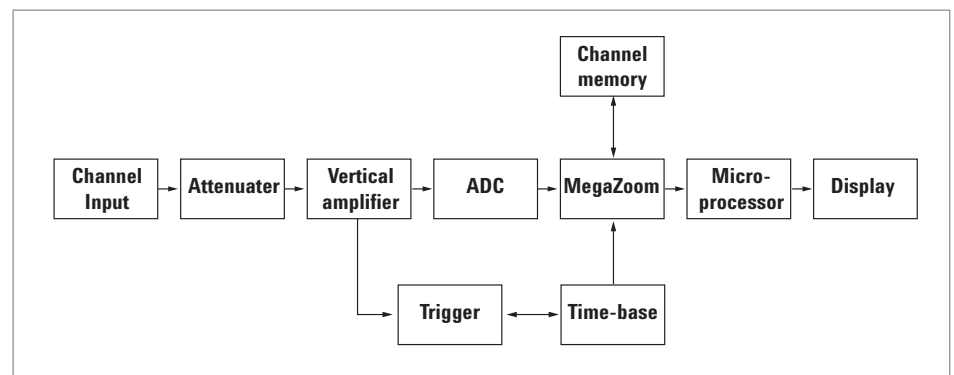 Channel
memory
Channel
Input
Attenuater
Vertical
amplifier
ADC
MegaZoom
Micro-
processor
Display
Trigger
Time-base